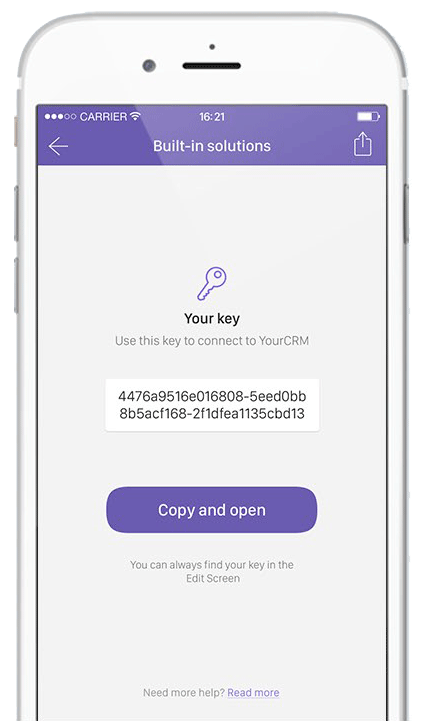 CARRIER 16:21
Built-in solutions
Your key
Use this key to connect to YourCRM
4476a9516e016808-5eed0bb
8b5acf168-2f1dfea1135cbd13
Copy and open
You can always find your key in the
Edit Screen
Need more help? Read more